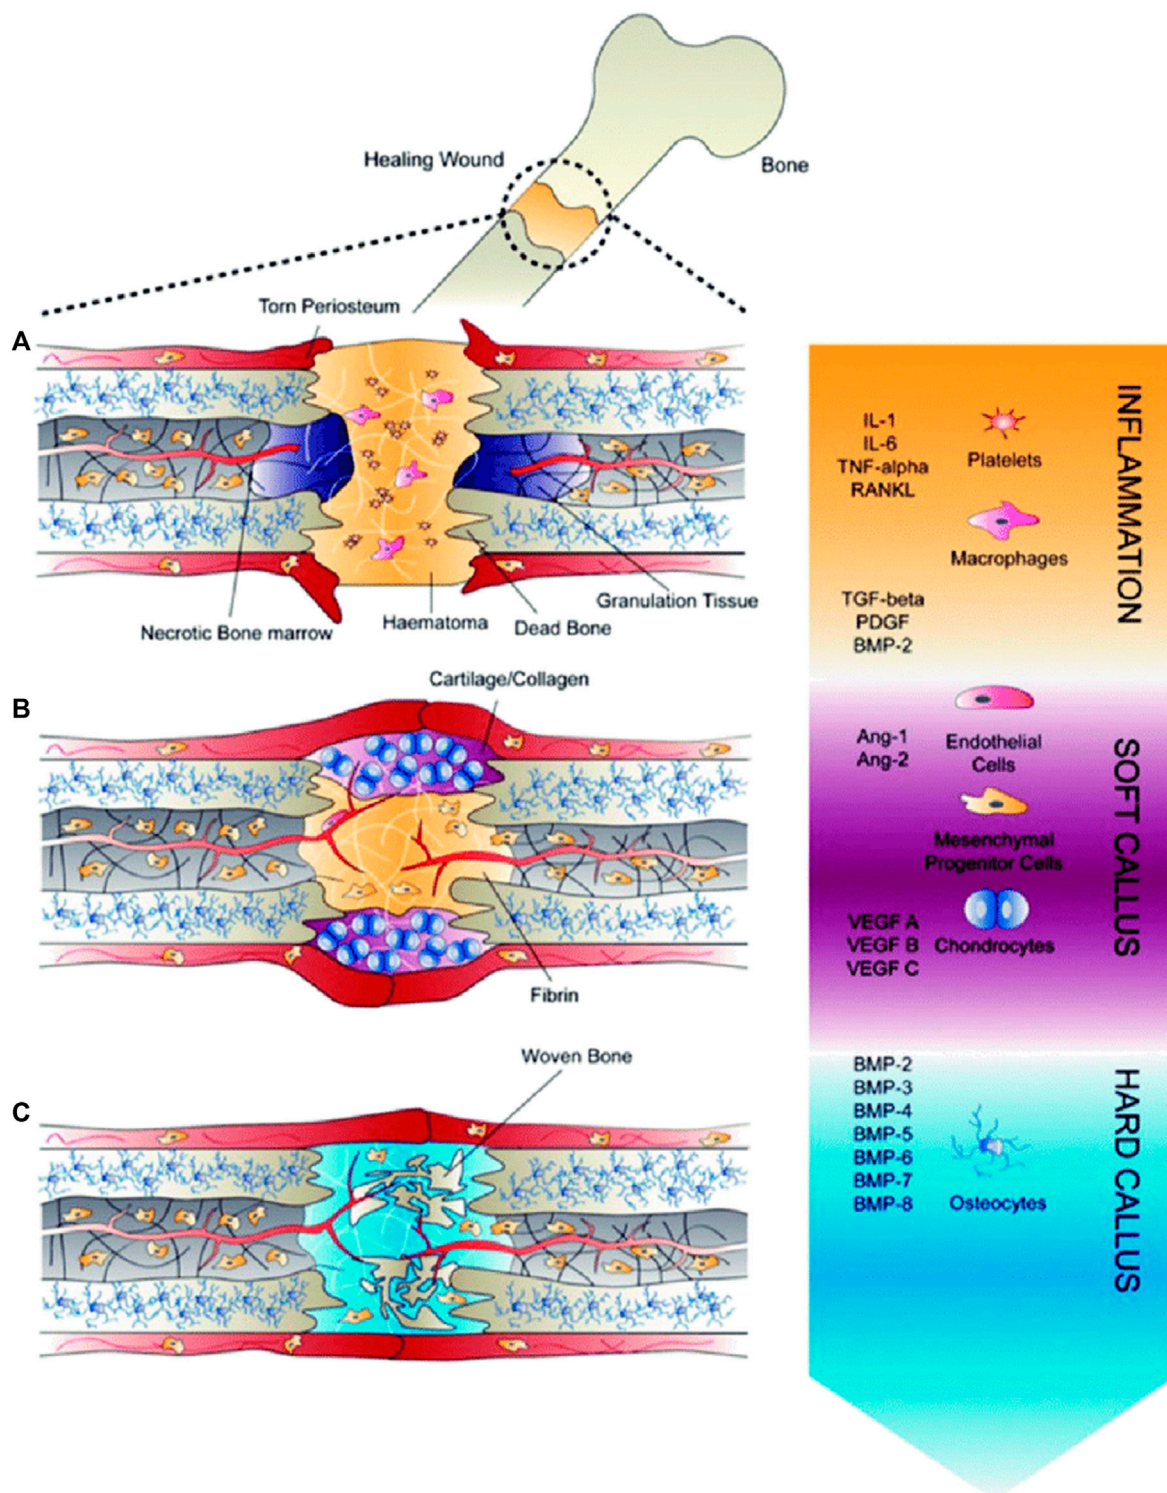 Healing Wound
Bone
Torn Periosteum
A
Necrotic Bone marrow
Haematoma
Dead Bone
Granulation Tissue
Cartilage/Collagen
B
Fibrin
Woven Bone
C
INFLAMMATION
IL-1
IL-6
TNF-alpha
RANKL
Platelets
Macrophages
TGF-beta
PDGF
BMP-2
SOFT CALLUS
Ang-1
Ang-2
Endothelial
Cells
Mesenchymal
Progenitor Cells
VEGF A
VEGF B
VEGF C
Chondrocytes
HARD CALLUS
BMP-2
BMP-3
BMP-4
BMP-5
BMP-6
BMP-7
BMP-8
Osteocytes